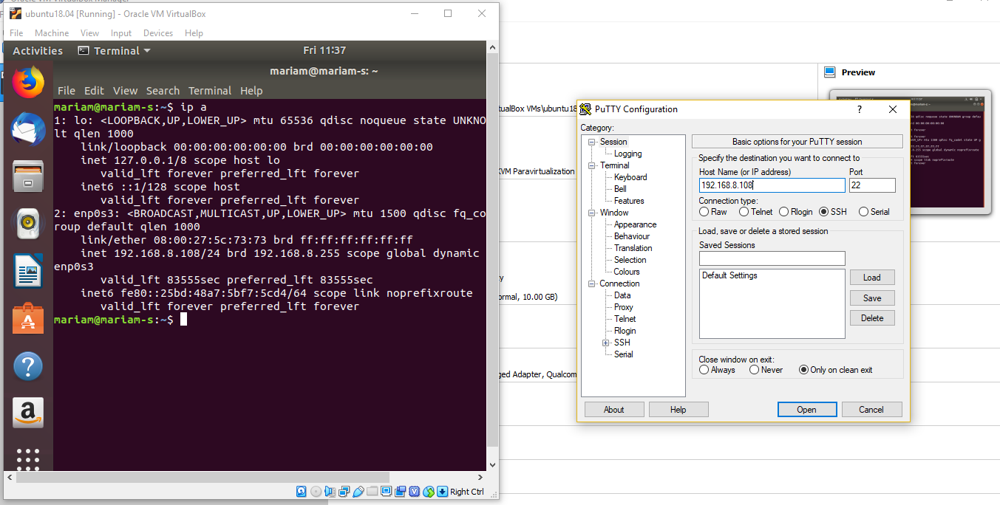 Oracle VM VirtualBox Manager
ubuntu18.04 [Running] - Oracle VM VirtualBox
File Machine View Input Devices Help
Activities Terminal Fri 11:37
mariam@mariam-s: ~
File Edit View Search Terminal Help
mariam@mariam-s:~$ ip a
1: lo: <LOOPBACK,UP,LOWER_UP> mtu 65536 qdisc noqueue state UNKNO
lt qlen 1000
link/loopback 00:00:00:00:00:00 brd 00:00:00:00:00:00
inet 127.0.0.1/8 scope host lo
valid_lft forever preferred_lft forever
inet6 ::1/128 scope host
valid_lft forever preferred_lft forever
2: enp0s3: <BROADCAST,MULTICAST,UP,LOWER_UP> mtu 1500 qdisc fq_co
roup default qlen 1000
link/ether 08:00:27:5c:73:73 brd ff:ff:ff:ff:ff:ff
inet 192.168.8.108/24 brd 192.168.8.255 scope global dynamic
enp0s3
valid_lft 83555sec preferred_lft 83555sec
inet6 fe80::25bd:48a7:5bf7:5cd4/64 scope link noprefixroute
valid_lft forever preferred_lft forever
mariam@mariam-s:~$
Right Ctrl
tualBox VMs\ubuntu18
KVM Paravirtualization
ormal, 10.00 GB)
ged Adapter, Qualcom
Preview
PuTTY Configuration
? 
Category:
Session
Logging
Terminal
Keyboard
Bell
Features
Window
Appearance
Behaviour
Translation
Selection
Colours
Connection
Data
Proxy
Telnet
Rlogin
SSH
Serial
Basic options for your PuTTY session
Specify the destination you want to connect to
Host Name (or IP address) Port
192.168.8.108 22
Connection type:
Raw Telnet Rlogin SSH Serial
Load, save or delete a stored session
Saved Sessions
Default Settings
Load
Save
Delete
Close window on exit:
Always Never Only on clean exit
About Help Open Cancel